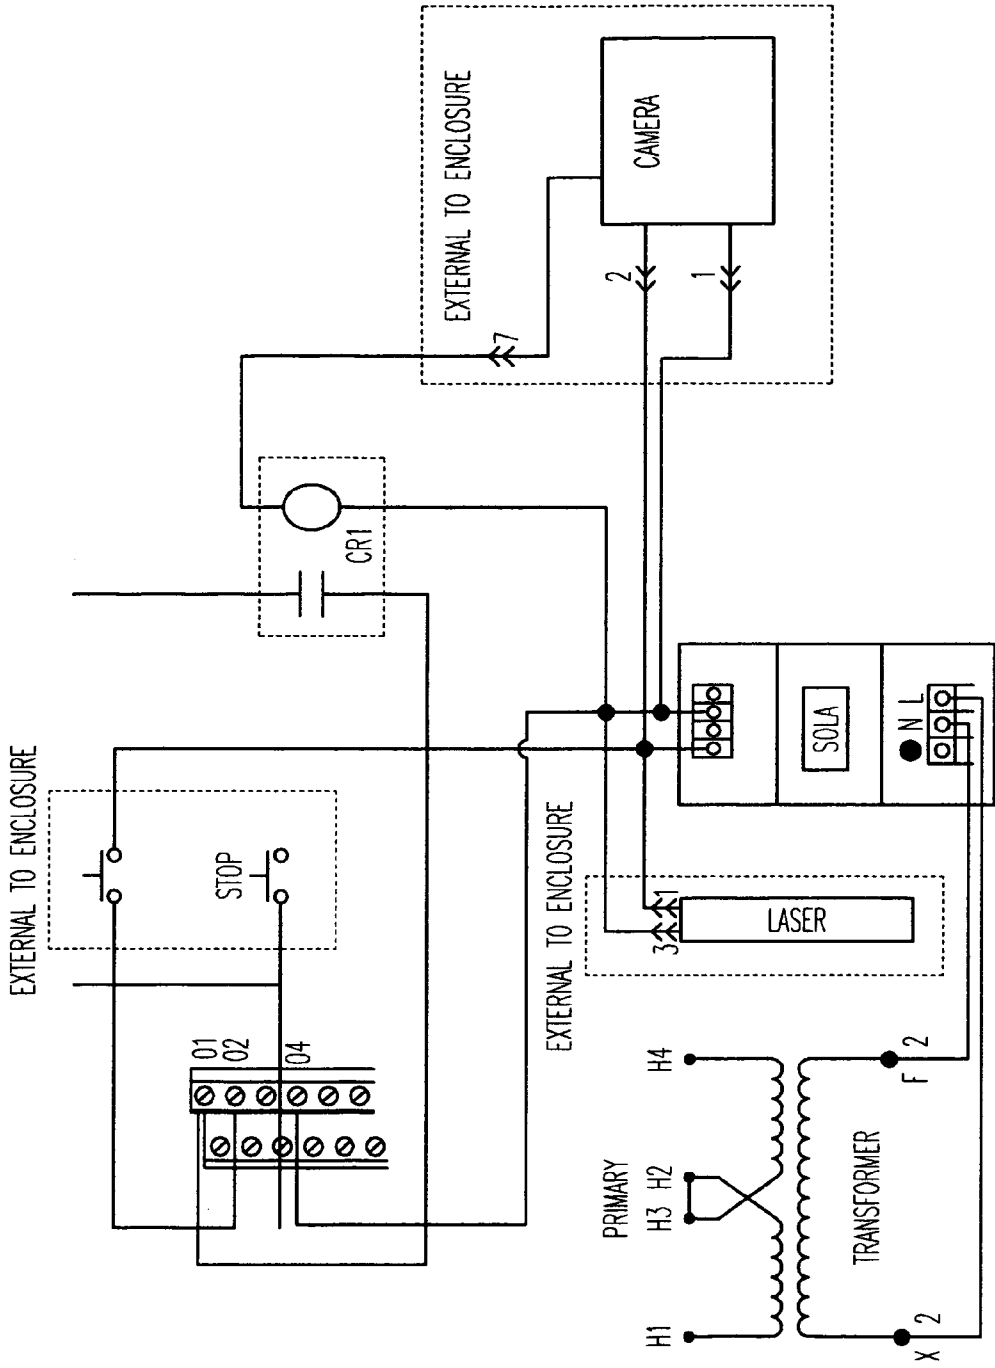 EXTERNAL TO ENCLOSURE
STOP
01
02
04
CR1
EXTERNAL TO ENCLOSURE
7
CAMERA
2
1
EXTERNAL TO ENCLOSURE
3
1
LASER
SOLA
N L
PRIMARY
H1
H3 H2
H4
TRANSFORMER
X 2
F 2